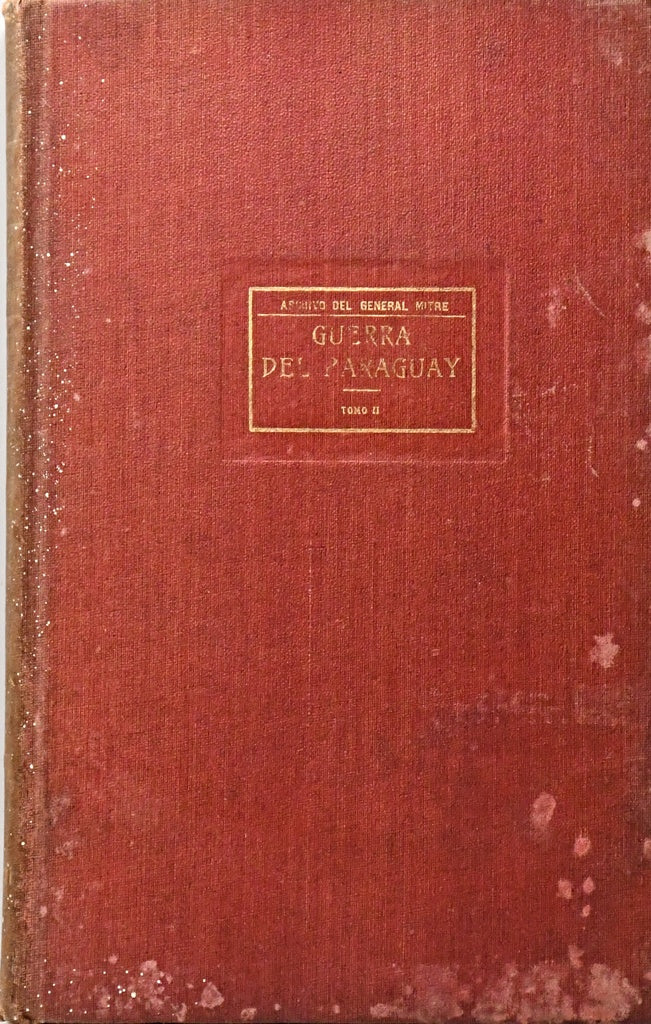 ARCHIVO DEL GENERAL MITRE
GUERRA
DEL PARAGUAY
TOMO II